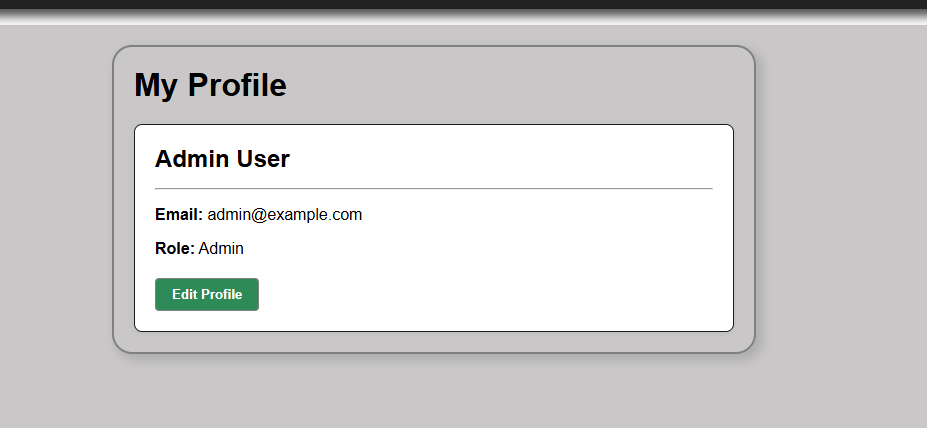 My Profile
Admin User
Email: admin@example.com
Role: Admin
Edit Profile